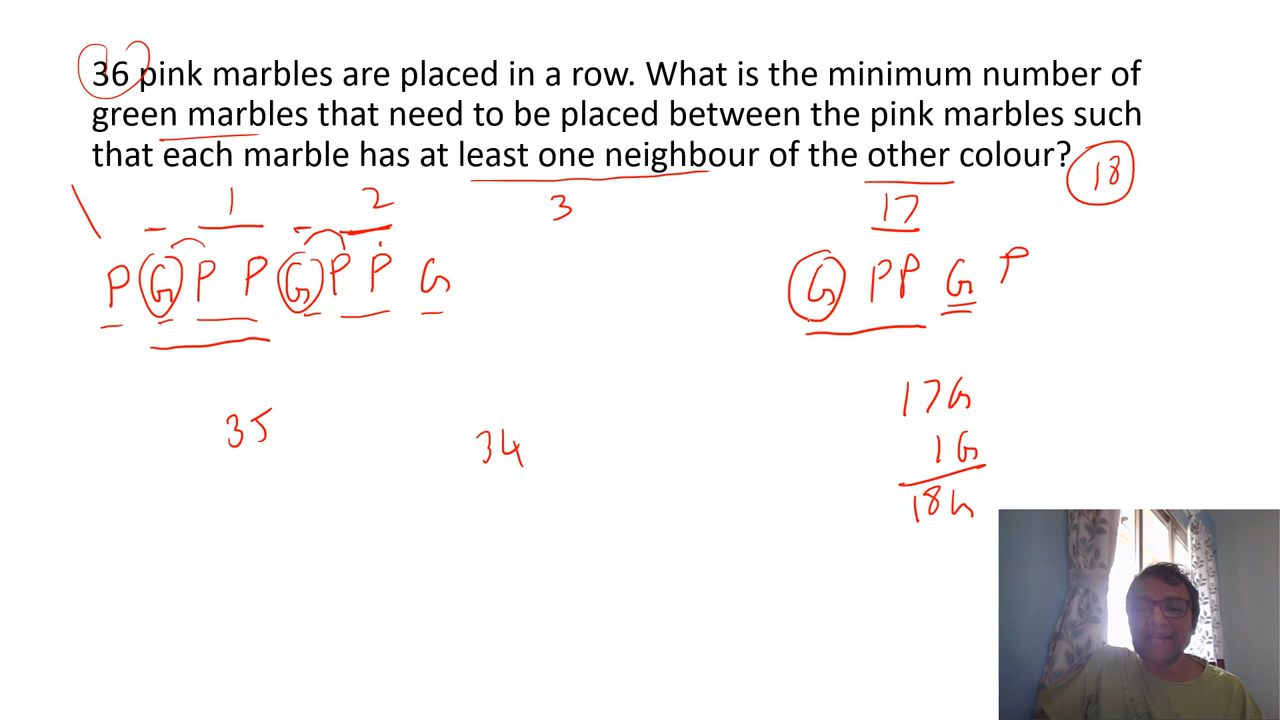 36 pink marbles are placed in a row. What is the minimum number of
green marbles that need to be placed between the pink marbles such
that each marble has at least one neighbour of the other colour?
18
1 2 3 17
P G P P G P P G G PP G P
35 34
17G
1G
18G